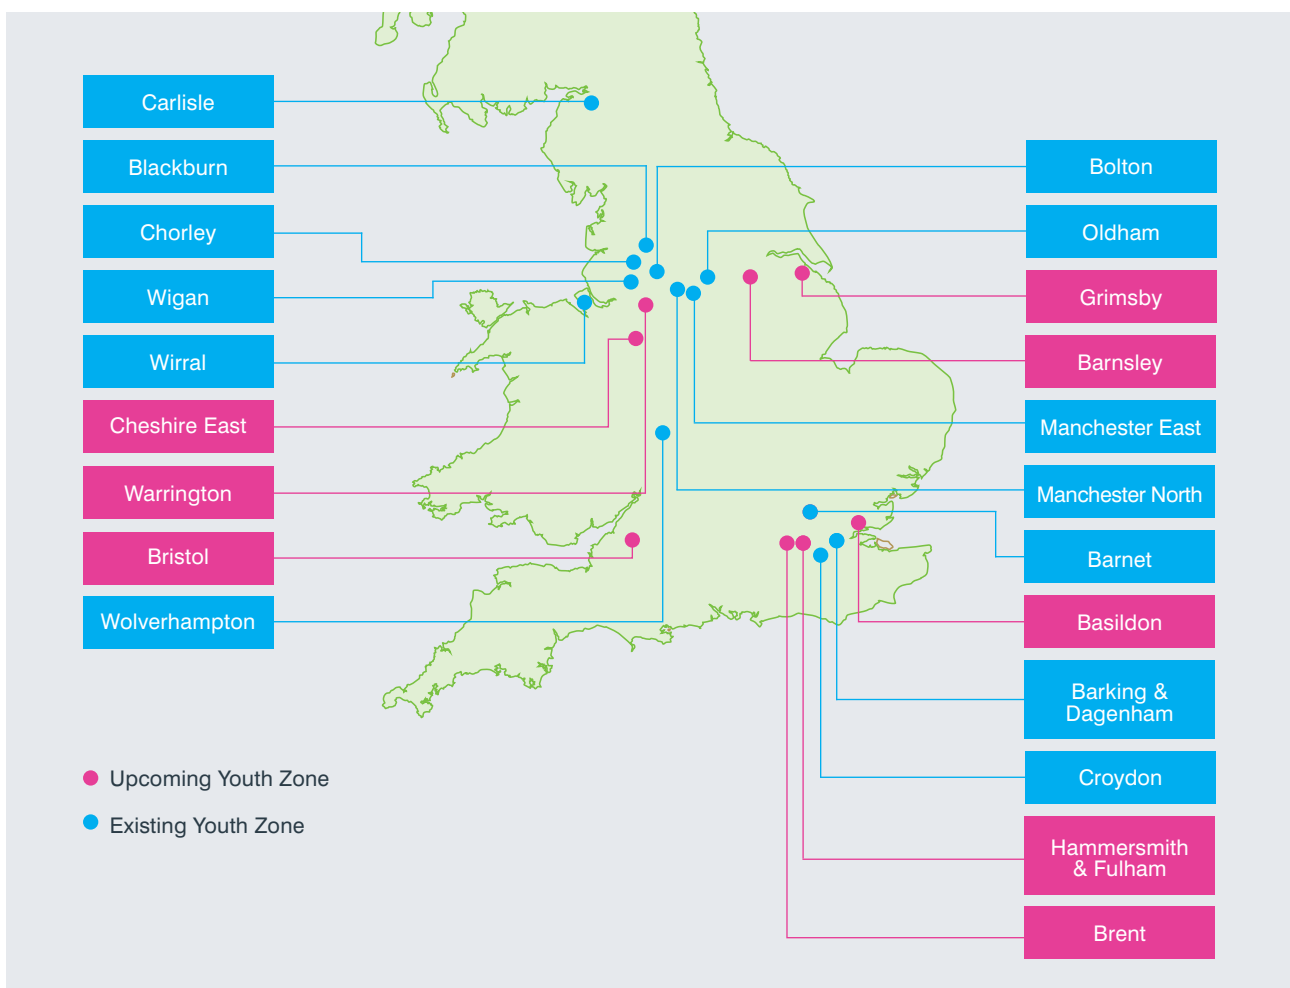 Carlisle
Blackburn
Chorley
Wigan
Wirral
Cheshire East
Warrington
Bristol
Wolverhampton
Bolton
Oldham
Grimsby
Barnsley
Manchester East
Manchester North
Barnet
Basildon
Barking &
Dagenham
Croydon
Hammersmith
& Fulham
Brent
Upcoming Youth Zone
Existing Youth Zone